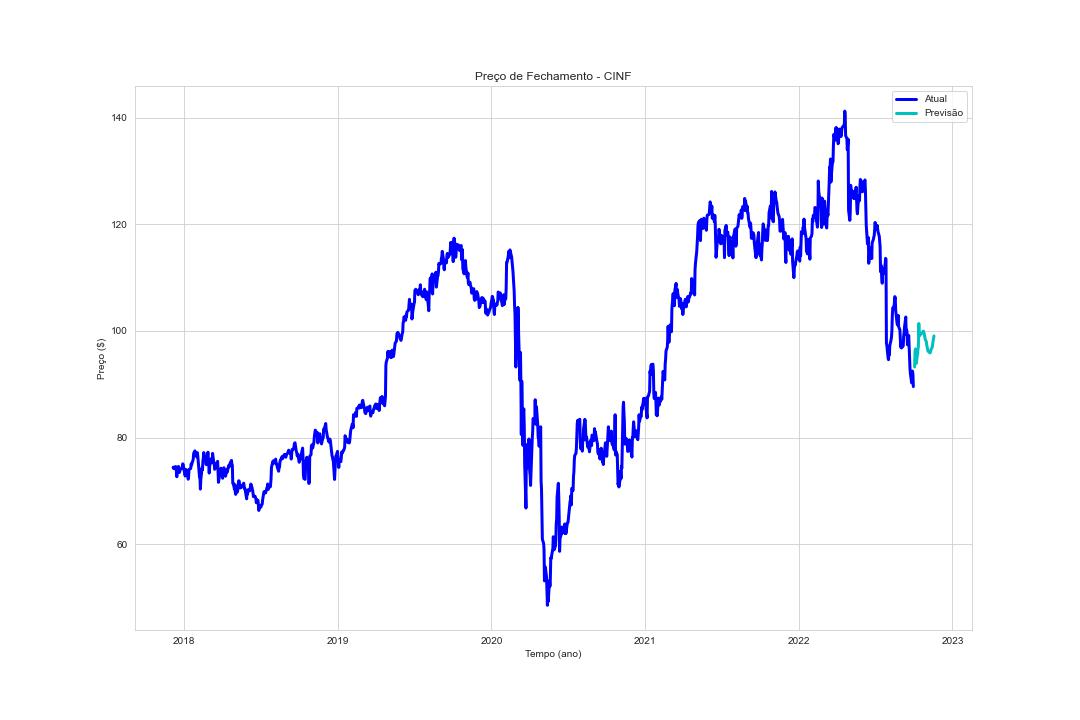 Preço de Fechamento - CINF
Atual
Previsão
140
120
100
80
60
Preço ($)
2018
2019
2020
2021
2022
2023
Tempo (ano)